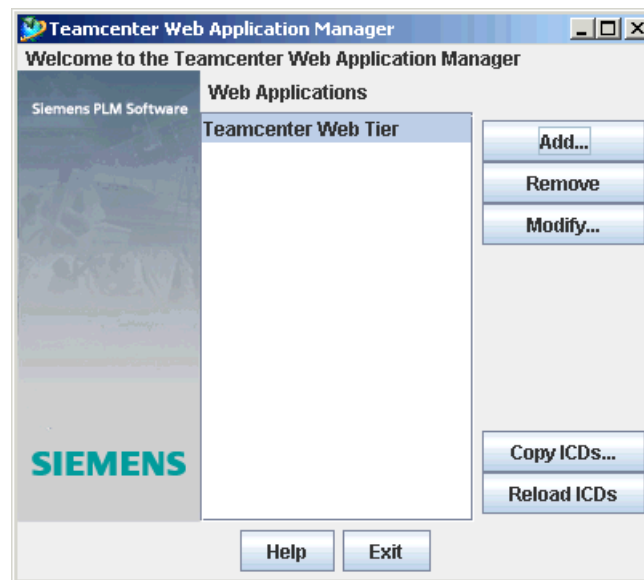 Teamcenter Web Application Manager
Welcome to the Teamcenter Web Application Manager
Siemens PLM Software
Web Applications
Teamcenter Web Tier
Add...
Remove
Modify...
SIEMENS
Copy ICDs...
Reload ICDs
Help
Exit